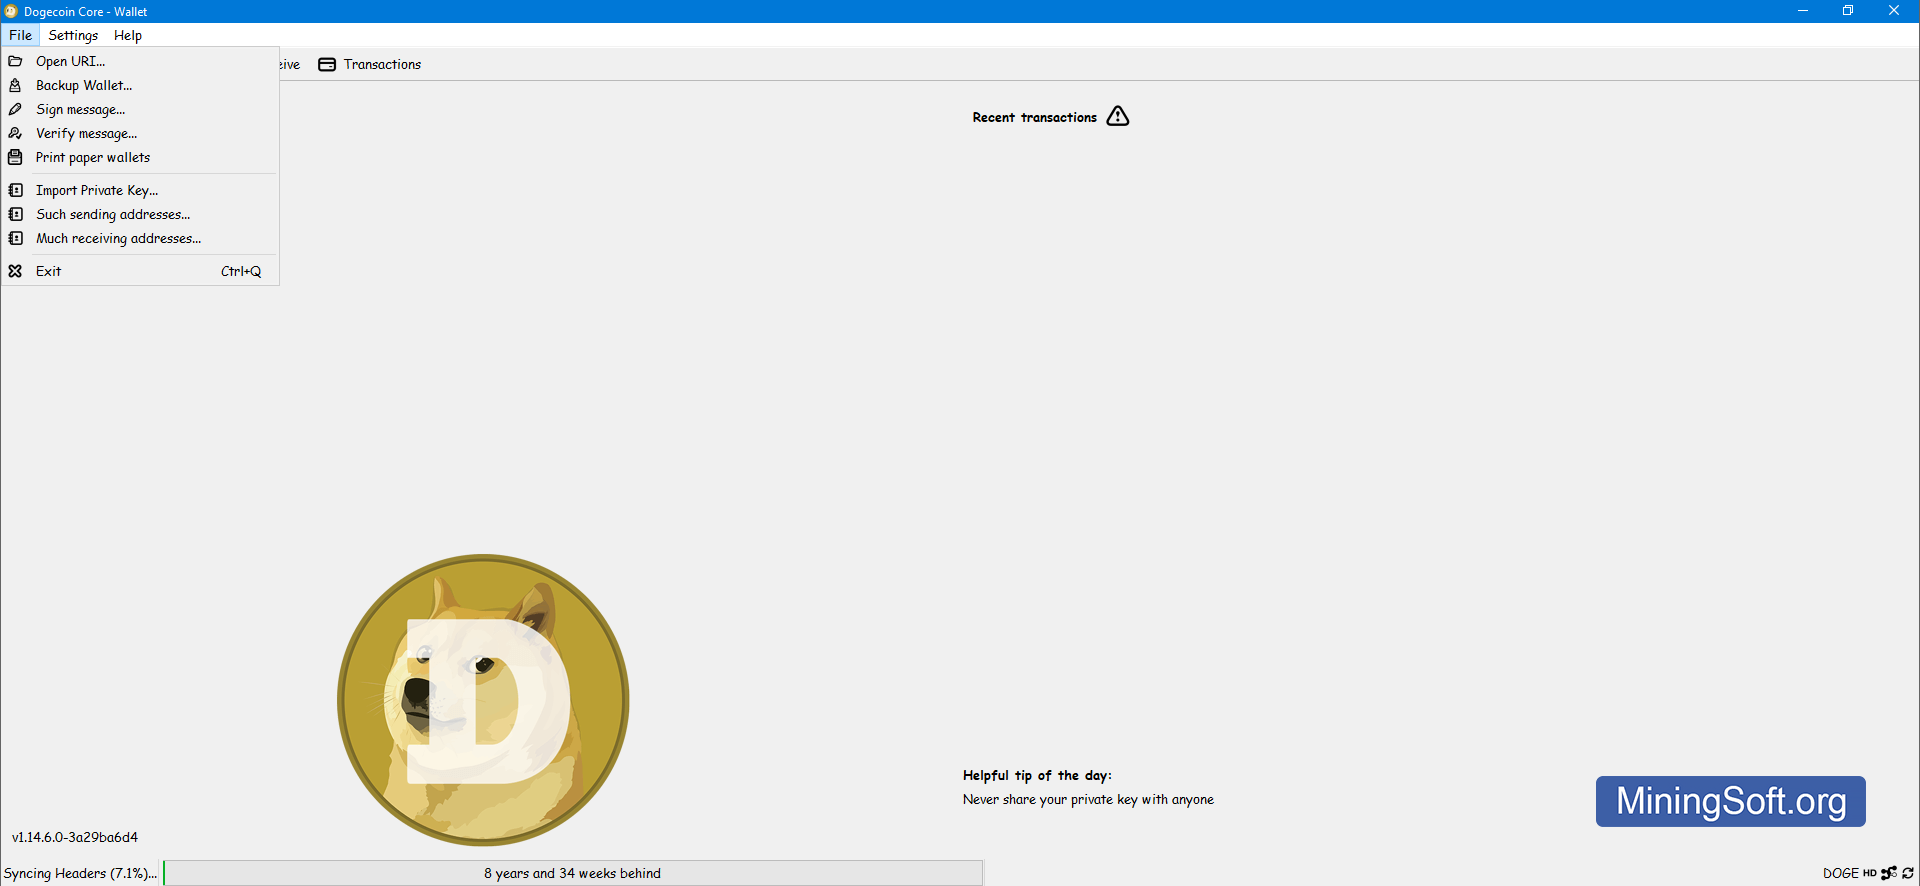 Dogecoin Core - Wallet
File Settings Help
Open URI...
Backup Wallet...
Sign message...
Verify message...
Print paper wallets
Import Private Key...
Such sending addresses...
Much receiving addresses...
Exit Ctrl+Q
Transactions
Recent transactions
D
Helpful tip of the day:
Never share your private key with anyone
MiningSoft.org
v1.14.6.0-3a29ba6d4
Syncing Headers (7.1%)...
8 years and 34 weeks behind
DOGE HD